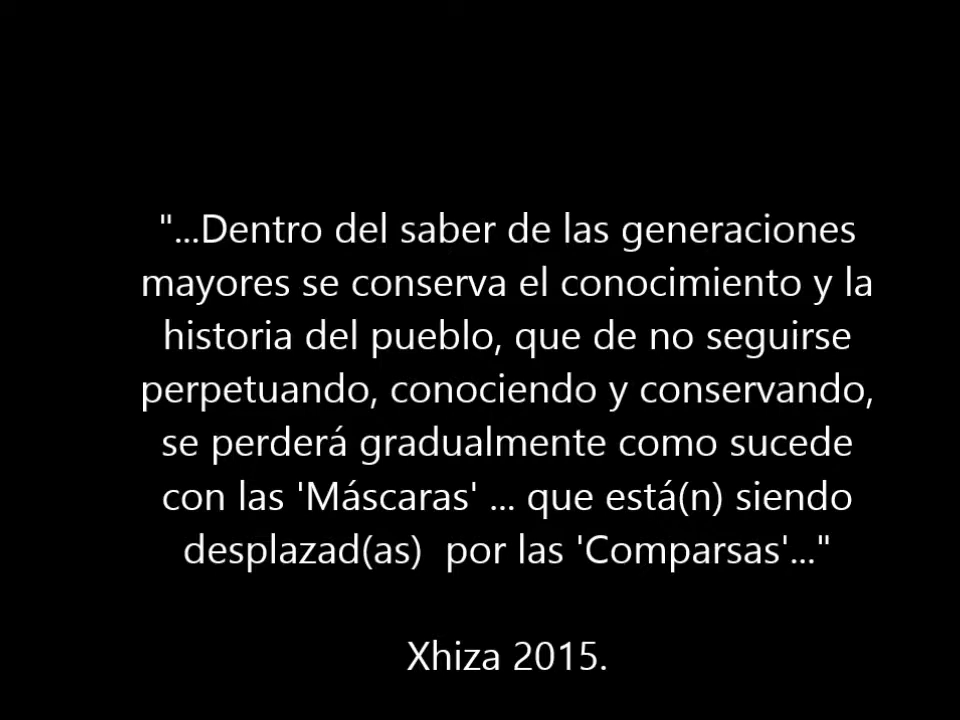 "...Dentro del saber de las generaciones
mayores se conserva el conocimiento y la
historia del pueblo, que de no seguirse
perpetuando, conociendo y conservando,
se perderá gradualmente como sucede
con las 'Máscaras' ... que está(n) siendo
desplazad(as)  por las 'Comparsas'..."
Xhiza 2015.